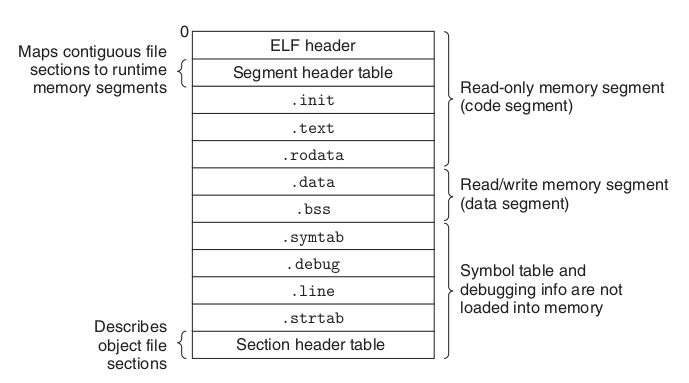 0
Maps contiguous file
sections to runtime
memory segments
ELF header
Segment header table
.init
.text
.rodata
.data
.bss
.symtab
.debug
.line
.strtab
Section header table
Describes
object file
sections
Read-only memory segment
(code segment)
Read/write memory segment
(data segment)
Symbol table and
debugging info are not
loaded into memory